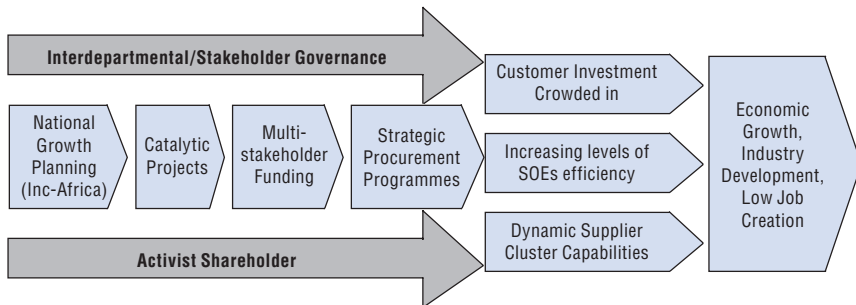 Interdepartmental/Stakeholder Governance
National
Growth
Planning
(Inc-Africa)
Catalytic
Projects
Multi-
stakeholder
Funding
Strategic
Procurement
Programmes
Customer Investment
Crowded in
Increasing levels of
SOEs efficiency
Dynamic Supplier
Cluster Capabilities
Economic
Growth,
Industry
Development,
Low Job
Creation
Activist Shareholder